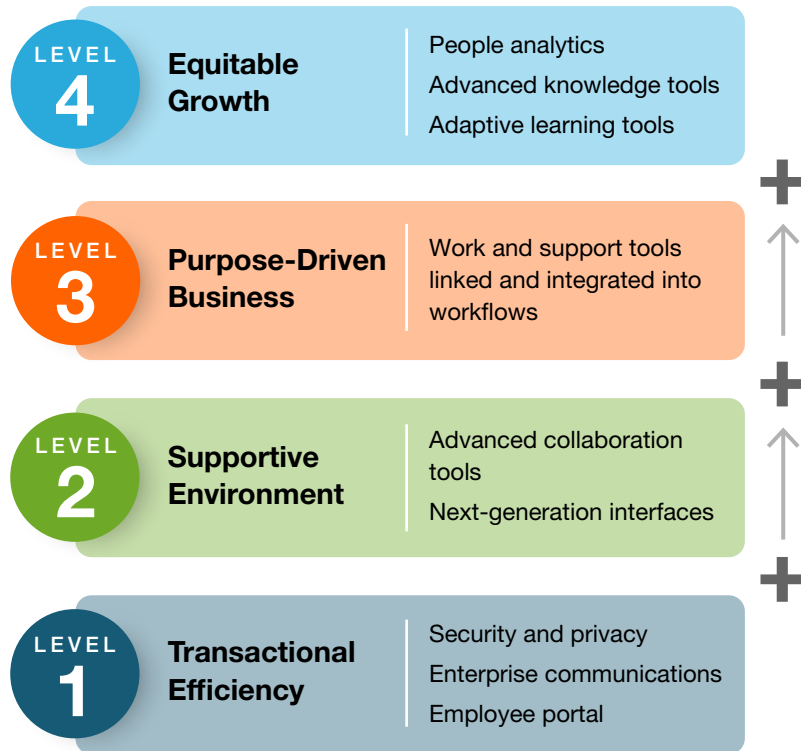 LEVEL
4
Equitable
Growth
People analytics
Advanced knowledge tools
Adaptive learning tools
+
LEVEL
3
Purpose-Driven
Business
Work and support tools
linked and integrated into
workflows
+
LEVEL
2
Supportive
Environment
Advanced collaboration
tools
Next-generation interfaces
+
LEVEL
1
Transactional
Efficiency
Security and privacy
Enterprise communications
Employee portal